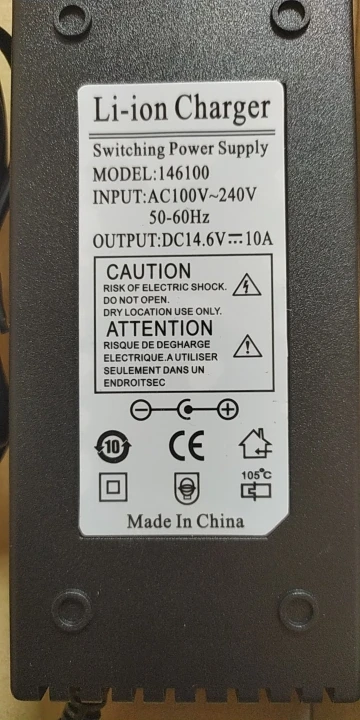 Li-ion Charger
Switching Power Supply
MODEL:146100
INPUT:AC100V~240V
50-60Hz
OUTPUT:DC14.6V⎓10A
CAUTION
RISK OF ELECTRIC SHOCK.
DO NOT OPEN.
DRY LOCATION USE ONLY.
ATTENTION
RISQUE DE DEGHARGE
ELECTRIQUE.A UTILISER
SEULEMENT DANS UN
ENDROITSEC
10 CE
105℃
Made In China